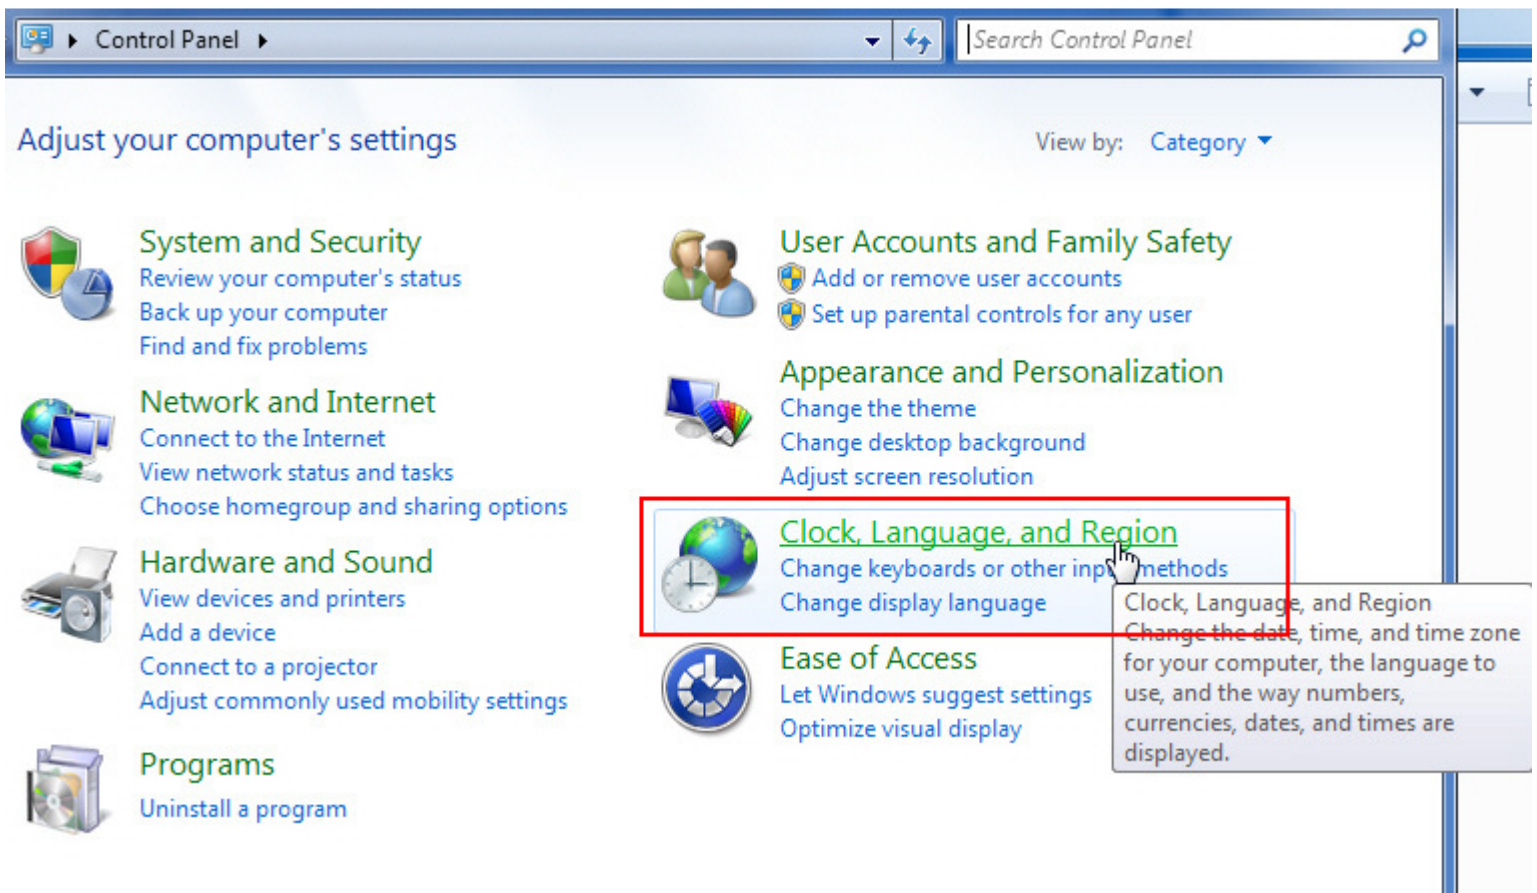 Control Panel
Search Control Panel
Adjust your computer's settings
View by: Category
System and Security
Review your computer's status
Back up your computer
Find and fix problems
Network and Internet
Connect to the Internet
View network status and tasks
Choose homegroup and sharing options
Hardware and Sound
View devices and printers
Add a device
Connect to a projector
Adjust commonly used mobility settings
Programs
Uninstall a program
User Accounts and Family Safety
Add or remove user accounts
Set up parental controls for any user
Appearance and Personalization
Change the theme
Change desktop background
Adjust screen resolution
Clock, Language, and Region
Change keyboards or other input methods
Change display language
Clock, Language, and Region
Change the date, time, and time zone
for your computer, the language to
use, and the way numbers,
currencies, dates, and times are
displayed.
Ease of Access
Let Windows suggest settings
Optimize visual display